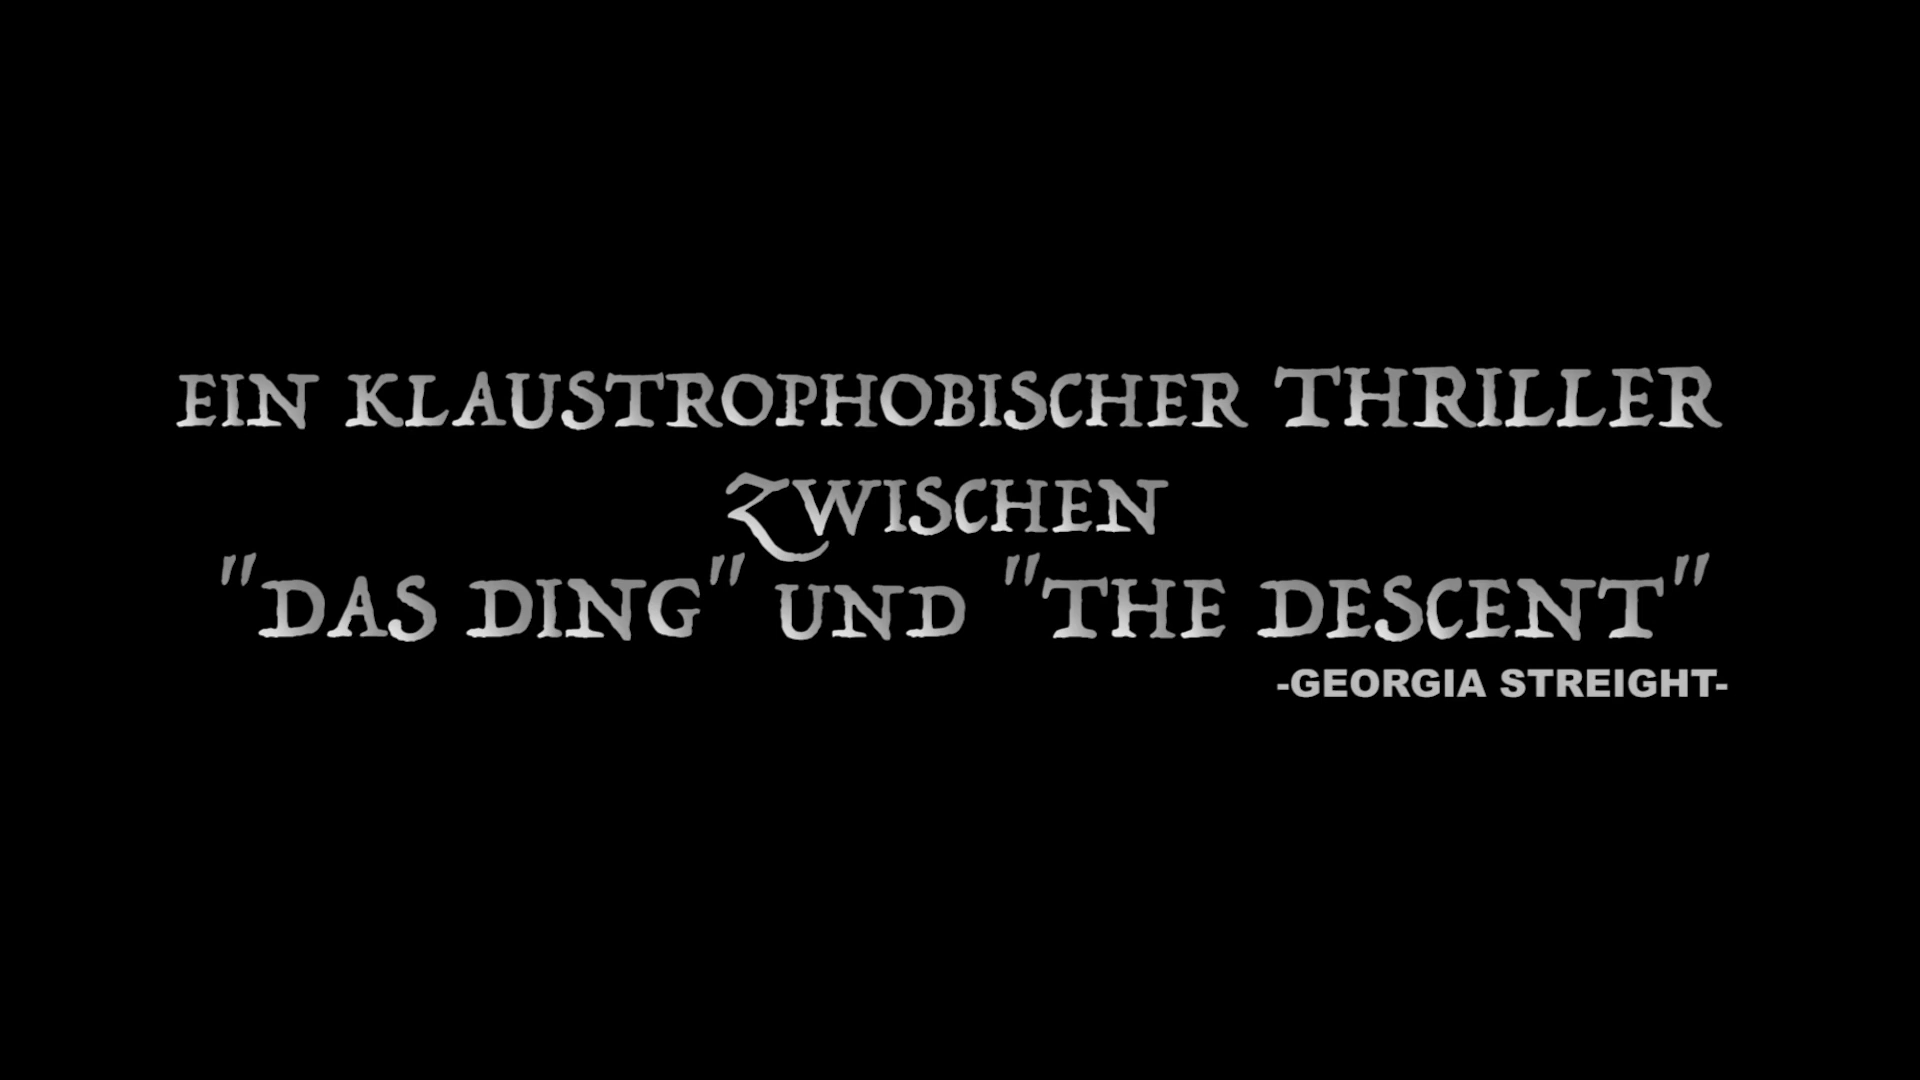 EIN KLAUSTROPHOBISCHER THRILLER
ZWISCHEN
"DAS DING" UND "THE DESCENT"
-GEORGIA STREIGHT-